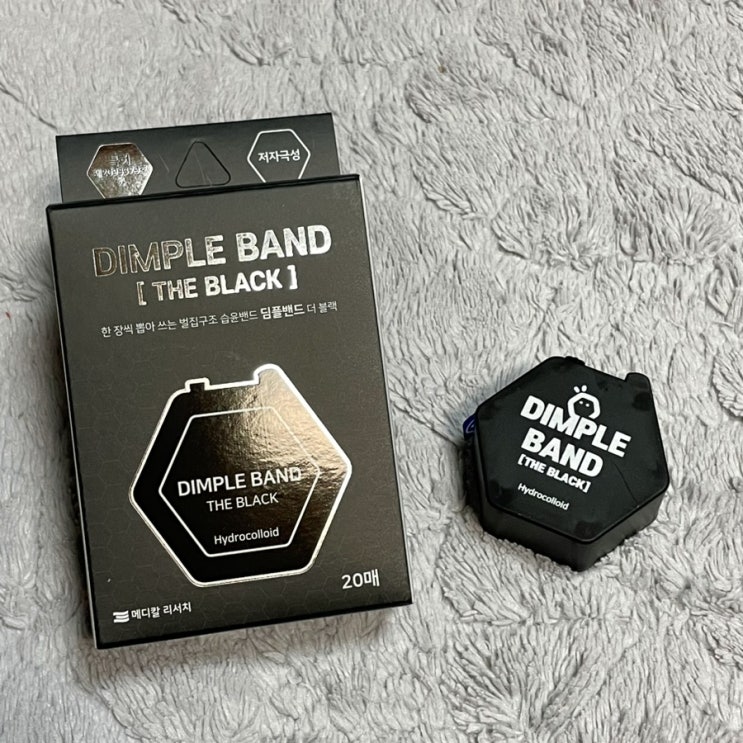 저자극성
DIMPLE BAND
[ THE BLACK ]
한 장씩 뽑아 쓰는 벌집구조 습윤밴드 딤플밴드 더 블랙
DIMPLE BAND
THE BLACK
Hydrocolloid
20매
메디칼 리서치
DIMPLE
BAND
[THE BLACK]
Hydrocolloid